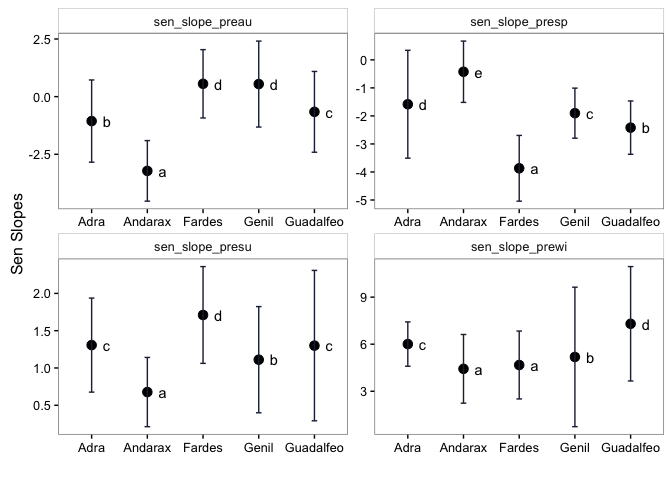 sen_slope_preau
sen_slope_presp
2.5
0.0
-2.5
b
a
d
d
c
0
-1
-2
-3
-4
-5
d
e
a
c
b
Adra Andarax Fardes Genil Guadalfeo
Adra Andarax Fardes Genil Guadalfeo
Sen Slopes
sen_slope_presu
sen_slope_prewi
2.0
1.5
1.0
0.5
c
a
d
b
c
9
6
3
c
a
a
b
d
Adra Andarax Fardes Genil Guadalfeo
Adra Andarax Fardes Genil Guadalfeo